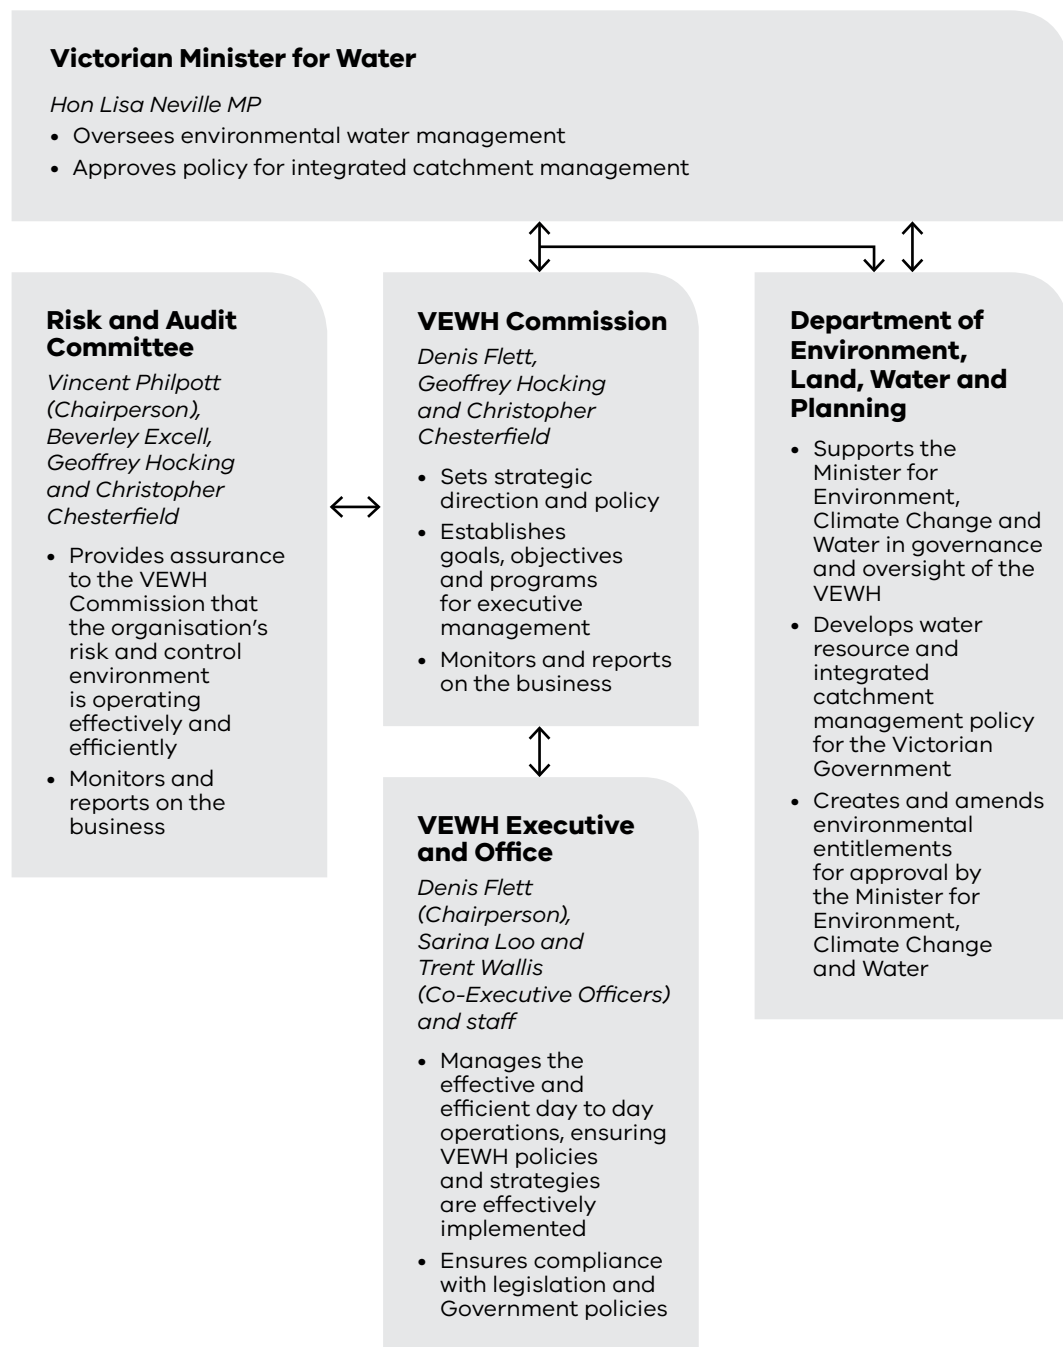 Victorian Minister for Water
Hon Lisa Neville MP
• Oversees environmental water management
• Approves policy for integrated catchment management
Risk and Audit
Committee
Vincent Philpott
(Chairperson),
Beverley Excell,
Geoffrey Hocking
and Christopher
Chesterfield
• Provides assurance
to the VEWH
Commission that
the organisation’s
risk and control
environment
is operating
effectively and
efficiently
• Monitors and
reports on the
business
VEWH Commission
Denis Flett,
Geoffrey Hocking
and Christopher
Chesterfield
• Sets strategic
direction and policy
• Establishes
goals, objectives
and programs
for executive
management
• Monitors and reports
on the business
VEWH Executive
and Office
Denis Flett
(Chairperson),
Sarina Loo and
Trent Wallis
(Co-Executive Officers)
and staff
• Manages the
effective and
efficient day to day
operations, ensuring
VEWH policies
and strategies
are effectively
implemented
• Ensures compliance
with legislation and
Government policies
Department of
Environment,
Land, Water and
Planning
• Supports the
Minister for
Environment,
Climate Change and
Water in governance
and oversight of the
VEWH
• Develops water
resource and
integrated
catchment
management policy
for the Victorian
Government
• Creates and amends
environmental
entitlements
for approval by
the Minister for
Environment,
Climate Change
and Water